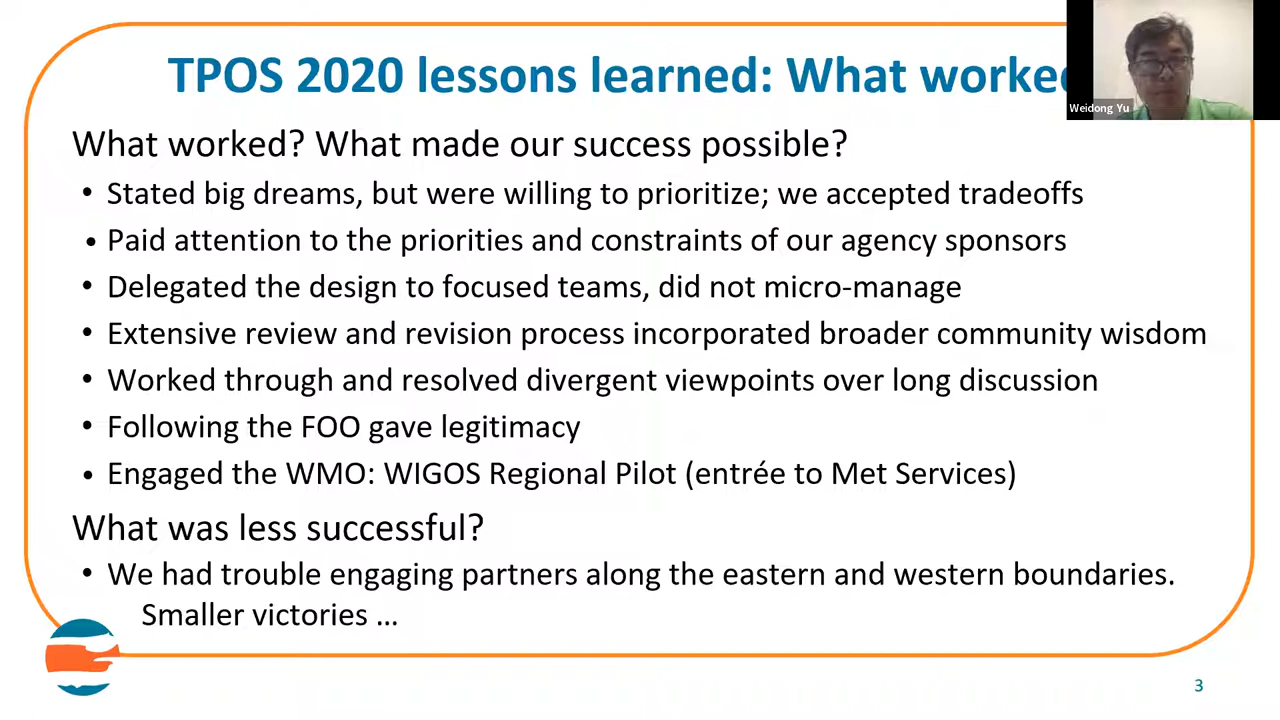 TPOS 2020 lessons learned: What worke
Weidong Yu
What worked? What made our success possible?
• Stated big dreams, but were willing to prioritize; we accepted tradeoffs
• Paid attention to the priorities and constraints of our agency sponsors
• Delegated the design to focused teams, did not micro-manage
• Extensive review and revision process incorporated broader community wisdom
• Worked through and resolved divergent viewpoints over long discussion
• Following the FOO gave legitimacy
• Engaged the WMO: WIGOS Regional Pilot (entrée to Met Services)
What was less successful?
• We had trouble engaging partners along the eastern and western boundaries.
Smaller victories ...
3